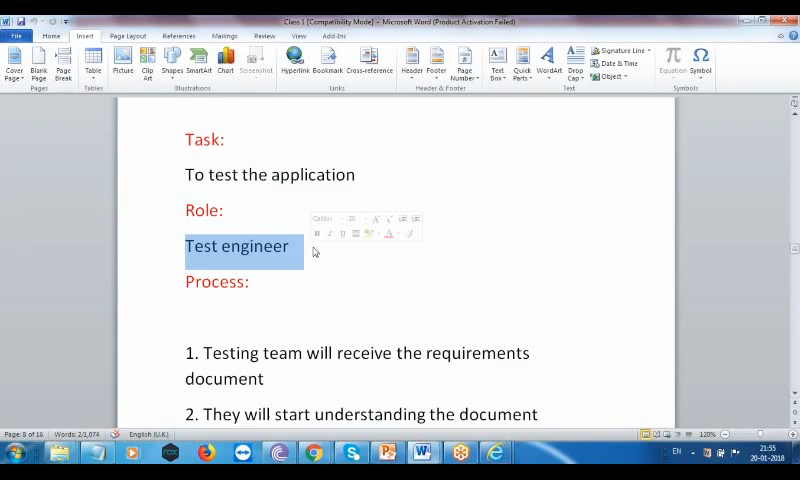 Class 1 [Compatibility Mode] - Microsoft Word (Product Activation Failed)
File Home Insert Page Layout References Mailings Review View Add-Ins
Cover Page Blank Page Page Break Table Picture Clip Art Shapes SmartArt Chart Screenshot Hyperlink Bookmark Cross-reference Header Footer Page Number Text Box Quick Parts WordArt Drop Cap Signature Line Date & Time Object Equation Symbol
Pages Tables Illustrations Links Header & Footer Text Symbols
Task:
To test the application
Role:
Calibri 20
Test engineer
Process:
1. Testing team will receive the requirements
document
2. They will start understanding the document
Page: 8 of 16 Words: 2/1,074 English (U.K.) 120%
EN 21:55
20-01-2018